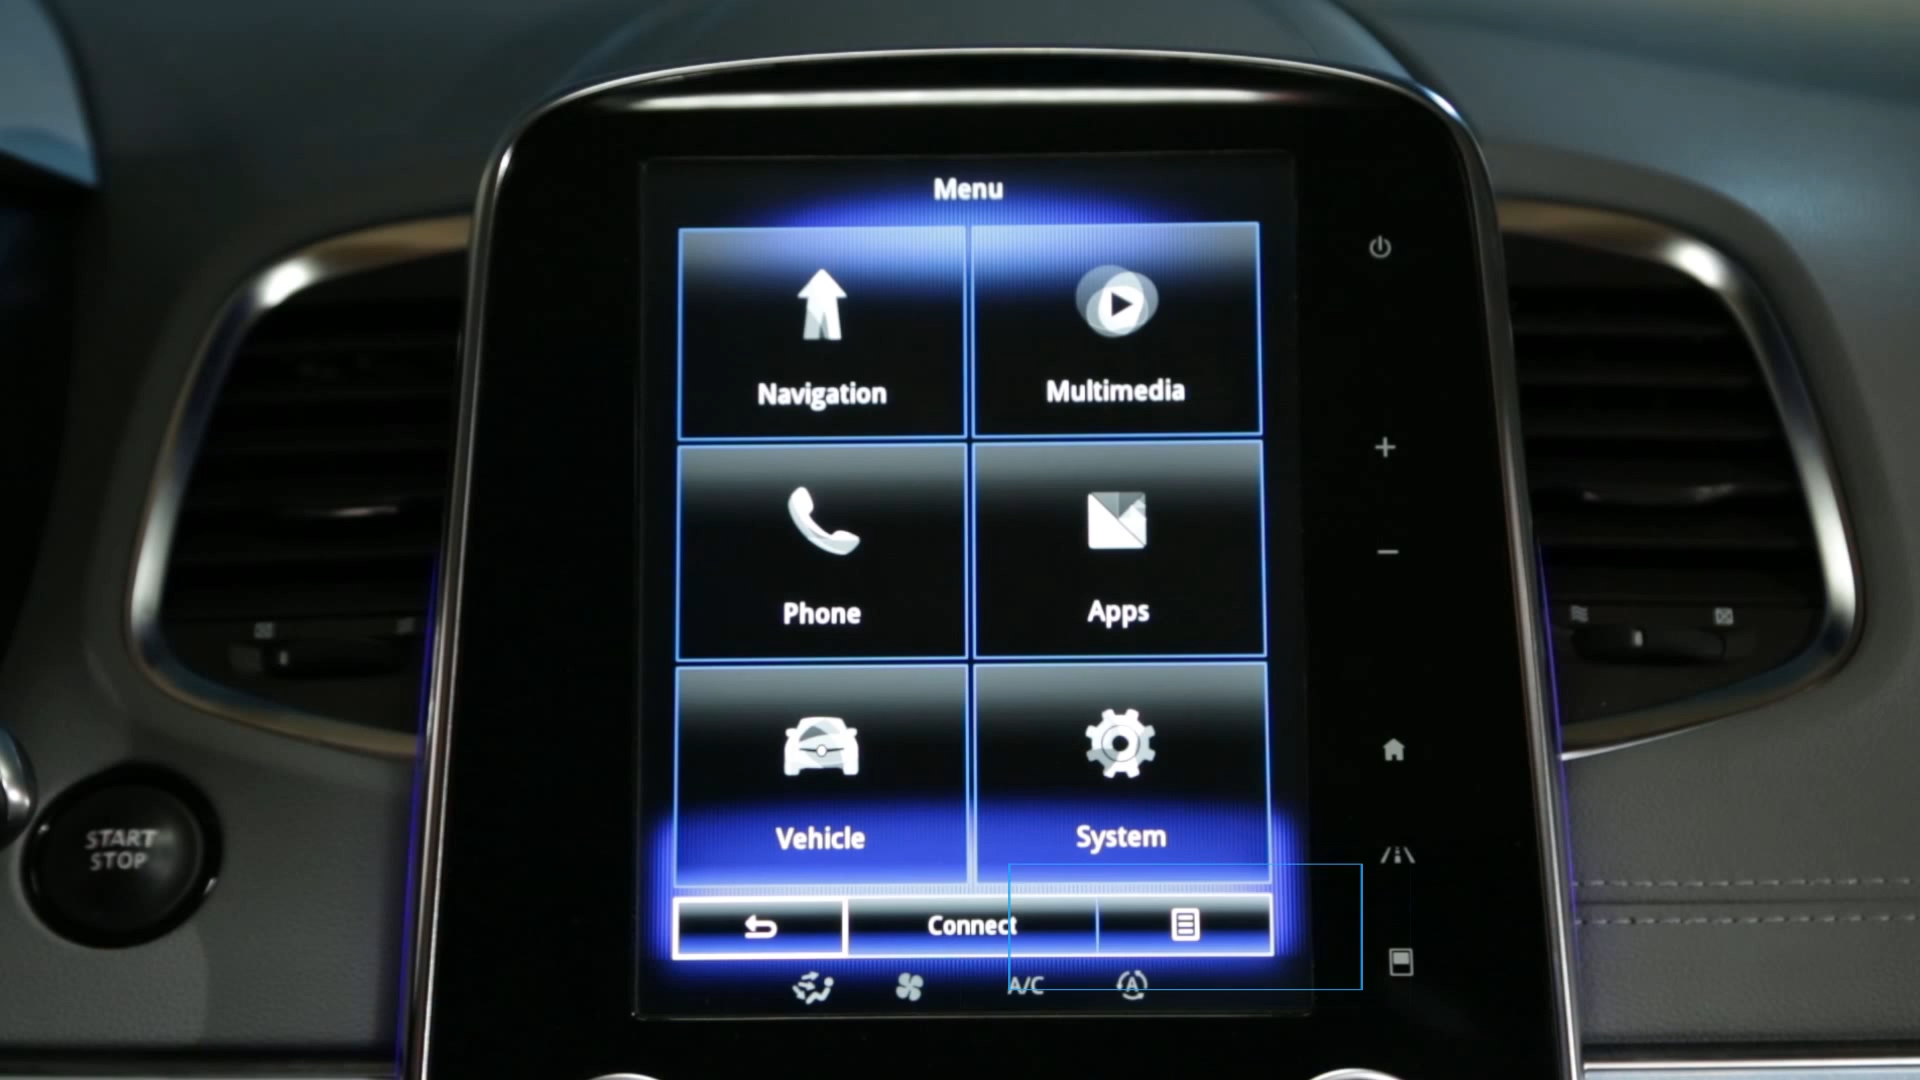 Menu
Navigation
Multimedia
Phone
Apps
Vehicle
System
Connect
A/C
A
START
STOP